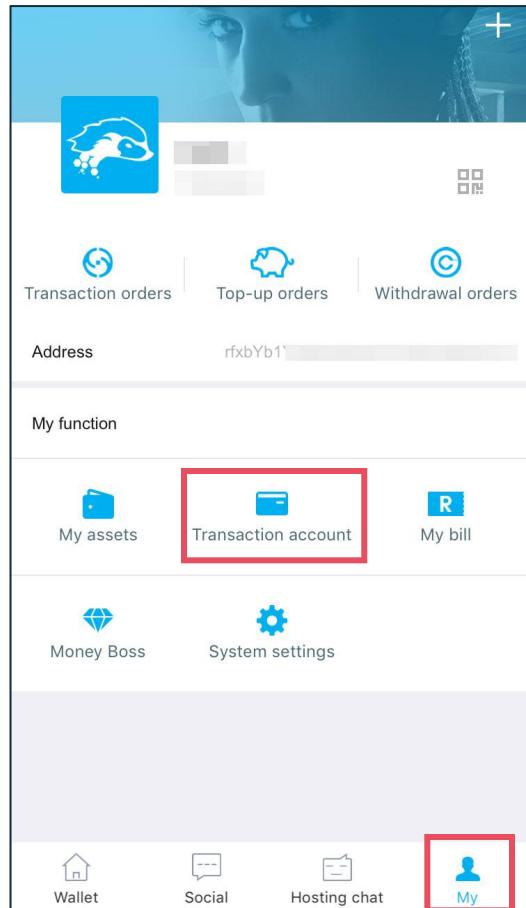 Transaction orders
Top-up orders
Withdrawal orders
Address rfxbYb1
My function
My assets
Transaction account
R
My bill
Money Boss
System settings
Wallet
Social
Hosting chat
My